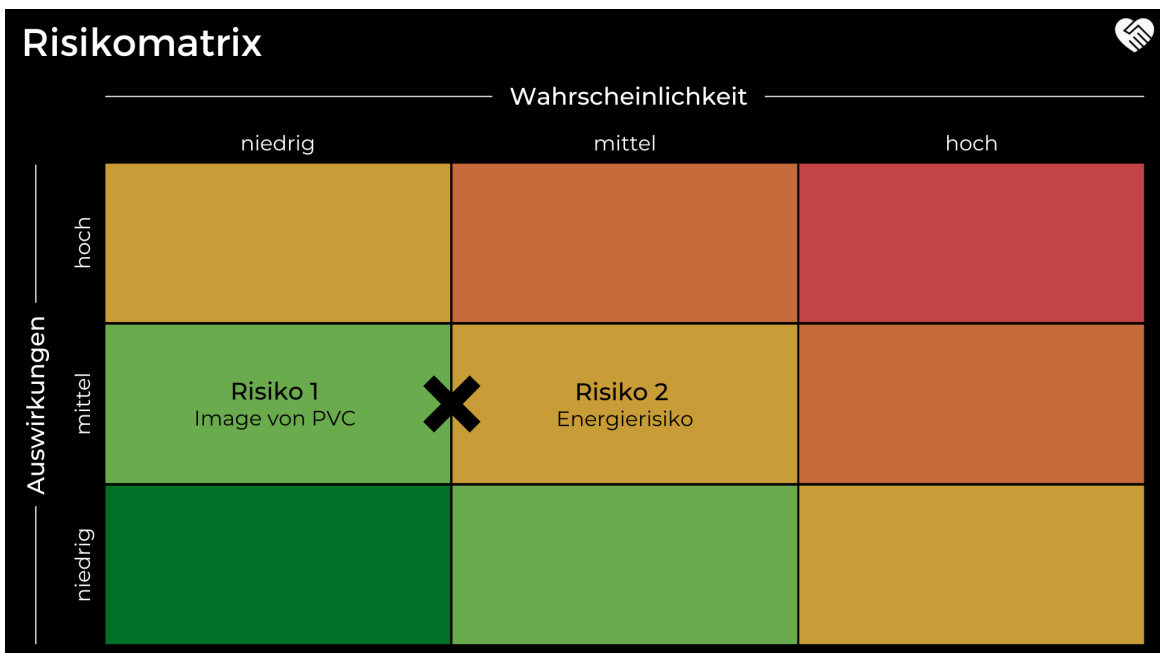 Risikomatrix
Wahrscheinlichkeit
niedrig
mittel
hoch
Auswirkungen
hoch
mittel
niedrig
Risiko 1
Image von PVC
Risiko 2
Energierisiko